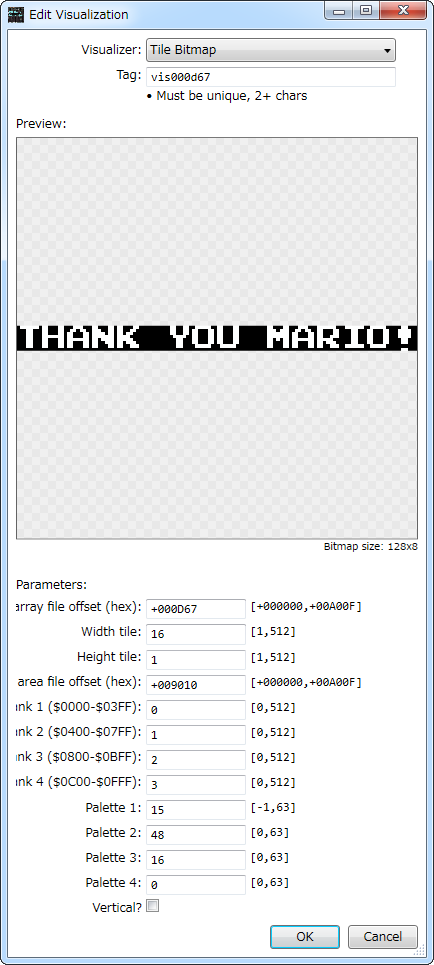 Edit Visualization
Visualizer: Tile Bitmap
Tag: vis000d67
• Must be unique, 2+ chars
Preview:
THANK YOU MARIO!
Bitmap size: 128x8
Parameters:
array file offset (hex): +000D67 [+000000,+00A00F]
Width tile: 16 [1,512]
Height tile: 1 [1,512]
area file offset (hex): +009010 [+000000,+00A00F]
ank 1 ($0000-$03FF) 0 [0,512]
ank 2 ($0400-$07FF) 1 [0,512]
ank 3 ($0800-$0BFF) 2 [0,512]
ank 4 ($0C00-$0FFF) 3 [0,512]
Palette 1: 15 [-1,63]
Palette 2: 48 [0,63]
Palette 3: 16 [0,63]
Palette 4: 0 [0,63]
Vertical?
OK Cancel